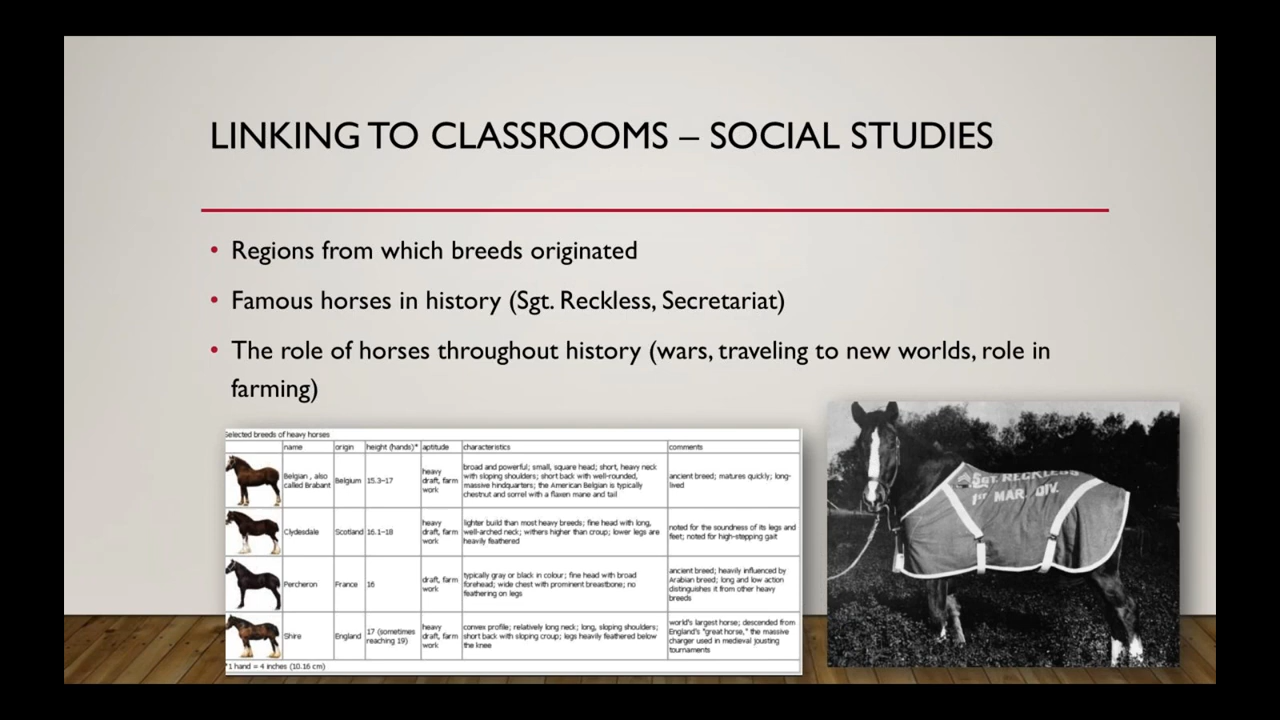 LINKING TO CLASSROOMS – SOCIAL STUDIES
• Regions from which breeds originated
• Famous horses in history (Sgt. Reckless, Secretariat)
• The role of horses throughout history (wars, traveling to new worlds, role in
farming)
Selected breeds of heavy horses
name origin height (hands)* aptitude characteristics comments
Belgian , also
called Brabant
Belgium
15.3–17
heavy
draft, farm
work
broad and powerful; small, square head; short, heavy neck
with sloping shoulders; short back with well-rounded,
massive hindquarters; the American Belgian is typically
chestnut and sorrel with a flaxen mane and tail
ancient breed; matures quickly; long-
lived
Clydesdale
Scotland
16.1–18
heavy
draft, farm
work
lighter build than most heavy breeds; fine head with long,
well-arched neck; withers higher than croup; lower legs are
heavily feathered
noted for the soundness of its legs and
feet; noted for high-stepping gait
Percheron
France
16
draft, farm
work
typically gray or black in colour; fine head with broad
forehead; wide chest with prominent breastbone; no
feathering on legs
ancient breed; heavily influenced by
Arabian breed; long and low action
distinguishes it from other heavy
breeds
Shire
England
17 (sometimes
reaching 19)
heavy
draft, farm
work
convex profile; relatively long neck; long, sloping shoulders;
short back with sloping croup; legs heavily feathered below
the knee
world's largest horse; descended from
England's "great horse," the massive
charger used in medieval jousting
tournaments
*1 hand = 4 inches (10.16 cm)
SGT. RECKLESS
1ST MAR. DIV.